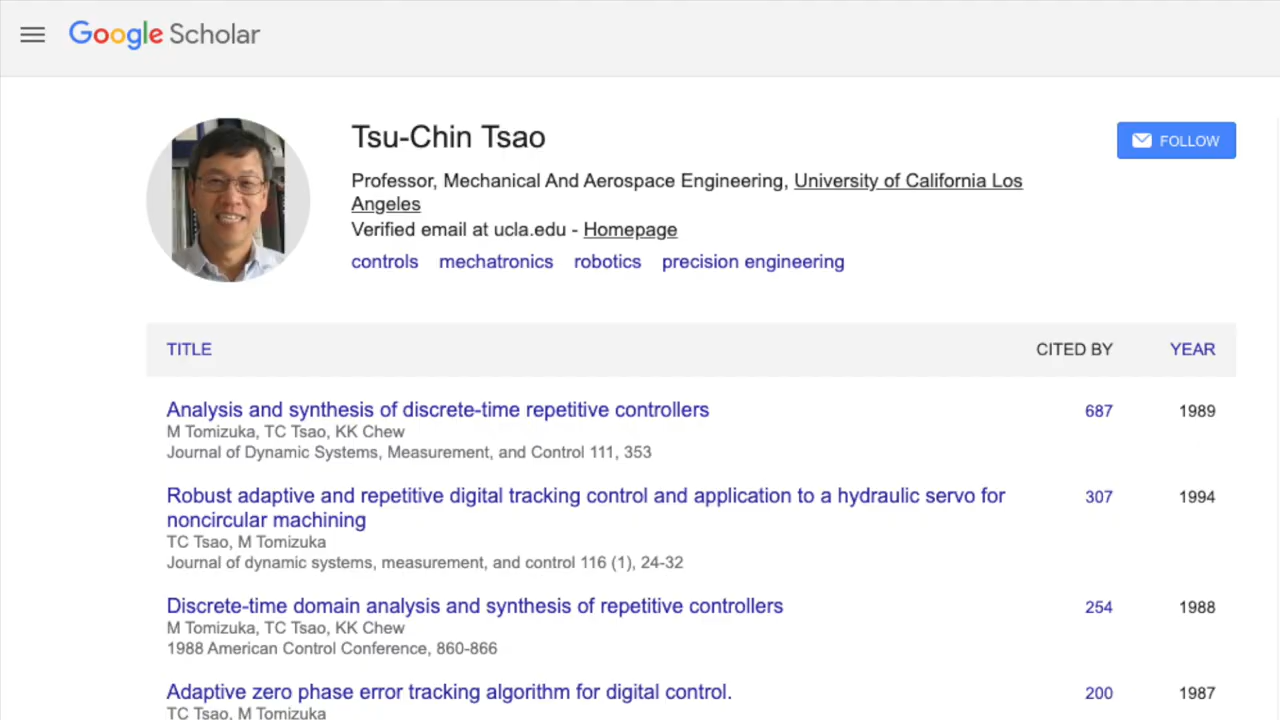 Google Scholar
Tsu-Chin Tsao
FOLLOW
Professor, Mechanical And Aerospace Engineering, University of California Los
Angeles
Verified email at ucla.edu - Homepage
controls mechatronics robotics precision engineering
TITLE CITED BY YEAR
Analysis and synthesis of discrete-time repetitive controllers 687 1989
M Tomizuka, TC Tsao, KK Chew
Journal of Dynamic Systems, Measurement, and Control 111, 353
Robust adaptive and repetitive digital tracking control and application to a hydraulic servo for 307 1994
noncircular machining
TC Tsao, M Tomizuka
Journal of dynamic systems, measurement, and control 116 (1), 24-32
Discrete-time domain analysis and synthesis of repetitive controllers 254 1988
M Tomizuka, TC Tsao, KK Chew
1988 American Control Conference, 860-866
Adaptive zero phase error tracking algorithm for digital control. 200 1987
TC Tsao, M Tomizuka